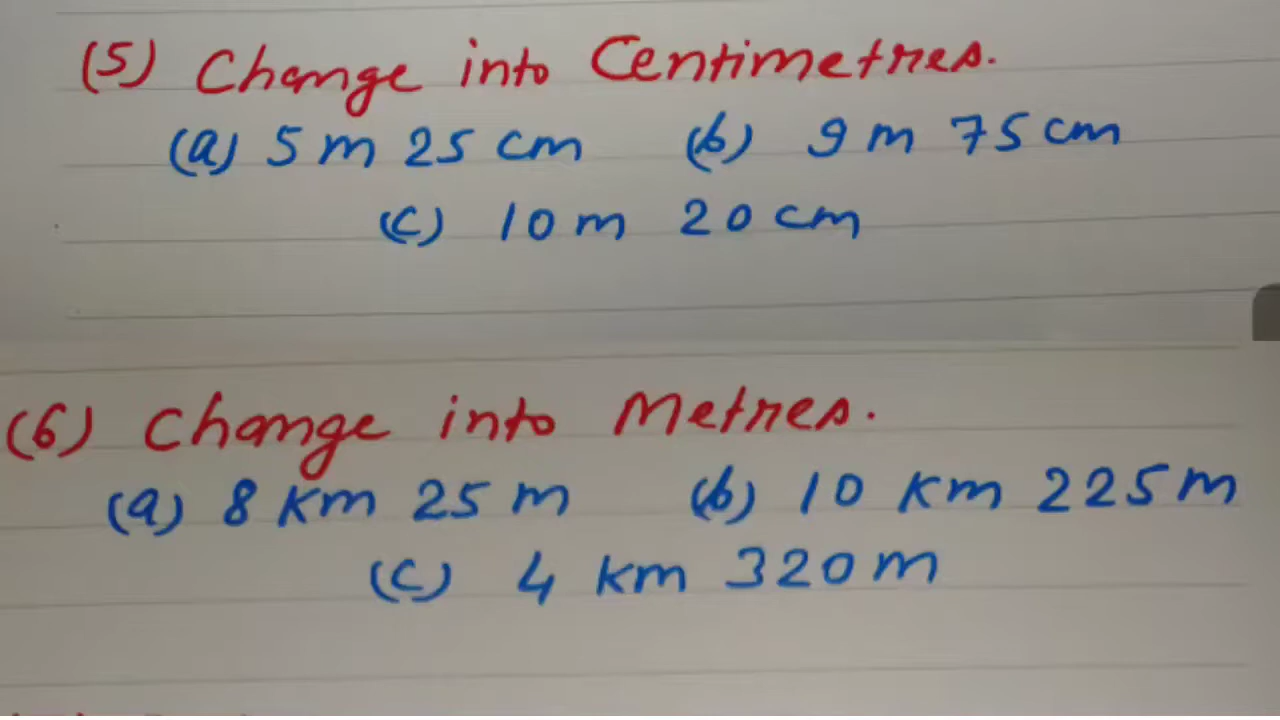 (5) Change into Centimetres.
(a) 5 m 25 cm (b) 9 m 75 cm
(c) 10 m 20 cm
(6) Change into Metres.
(a) 8 km 25 m (b) 10 km 225 m
(c) 4 km 320 m